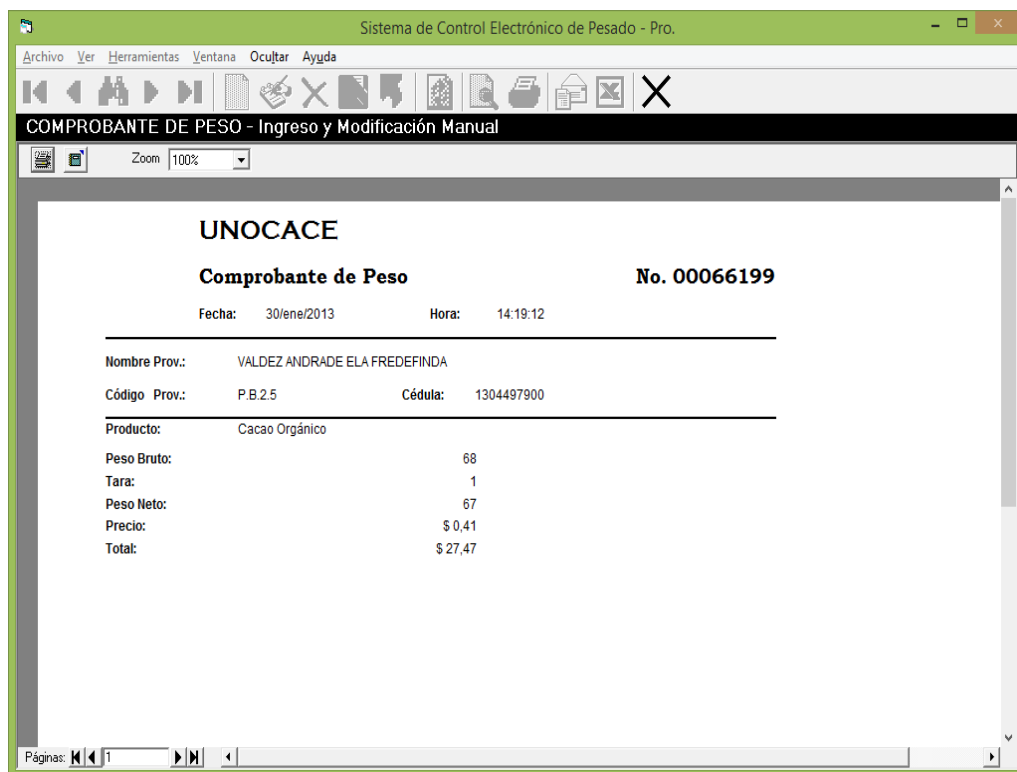 Sistema de Control Electrónico de Pesado - Pro.
Archivo Ver Herramientas Ventana Ocultar Ayuda
COMPROBANTE DE PESO - Ingreso y Modificación Manual
Zoom 100%
UNOCACE
Comprobante de Peso No. 00066199
Fecha: 30/ene/2013 Hora: 14:19:12
Nombre Prov.: VALDEZ ANDRADE ELA FREDEFINDA
Código Prov.: P.B.2.5 Cédula: 1304497900
Producto: Cacao Orgánico
Peso Bruto: 68
Tara: 1
Peso Neto: 67
Precio: $ 0,41
Total: $ 27,47
Páginas: 1